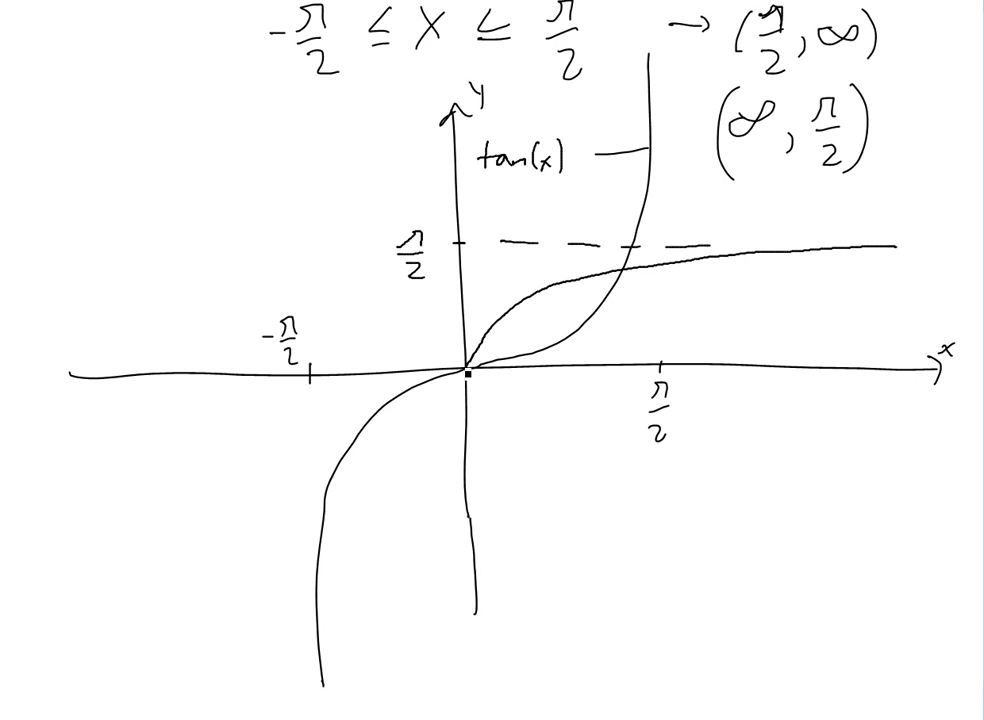 -π/2 ≤ x ≤ π/2 → (π/2, ∞)
y
tan(x)
(∞, π/2)
π/2
-π/2
x
π/2